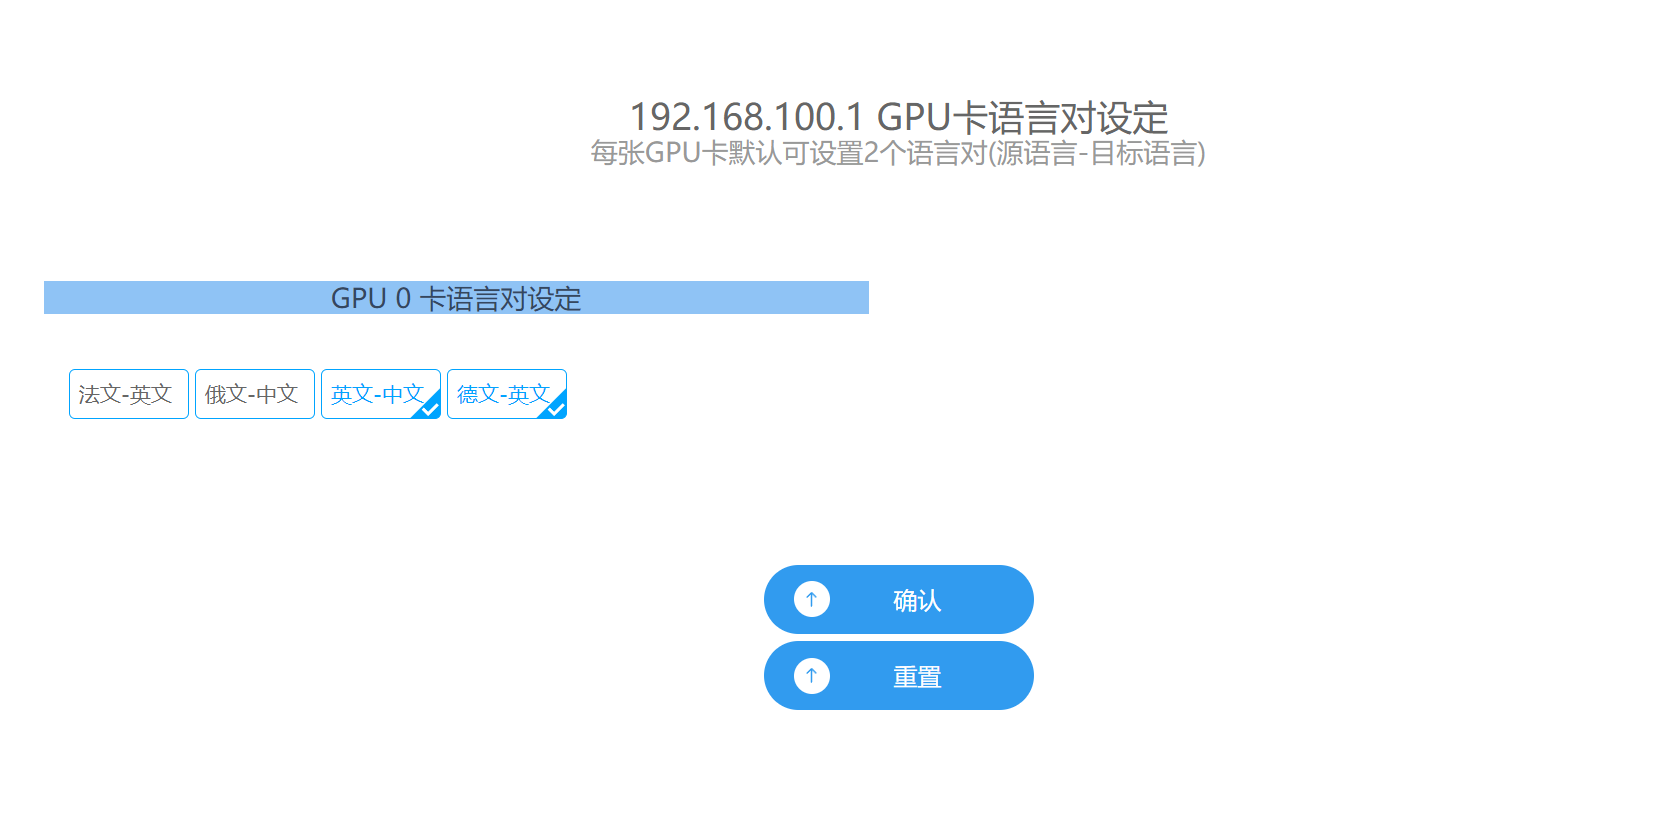 192.168.100.1 GPU卡语言对设定
每张GPU卡默认可设置2个语言对(源语言-目标语言)
GPU 0 卡语言对设定
法文-英文 俄文-中文 英文-中文 德文-英文
确认
重置